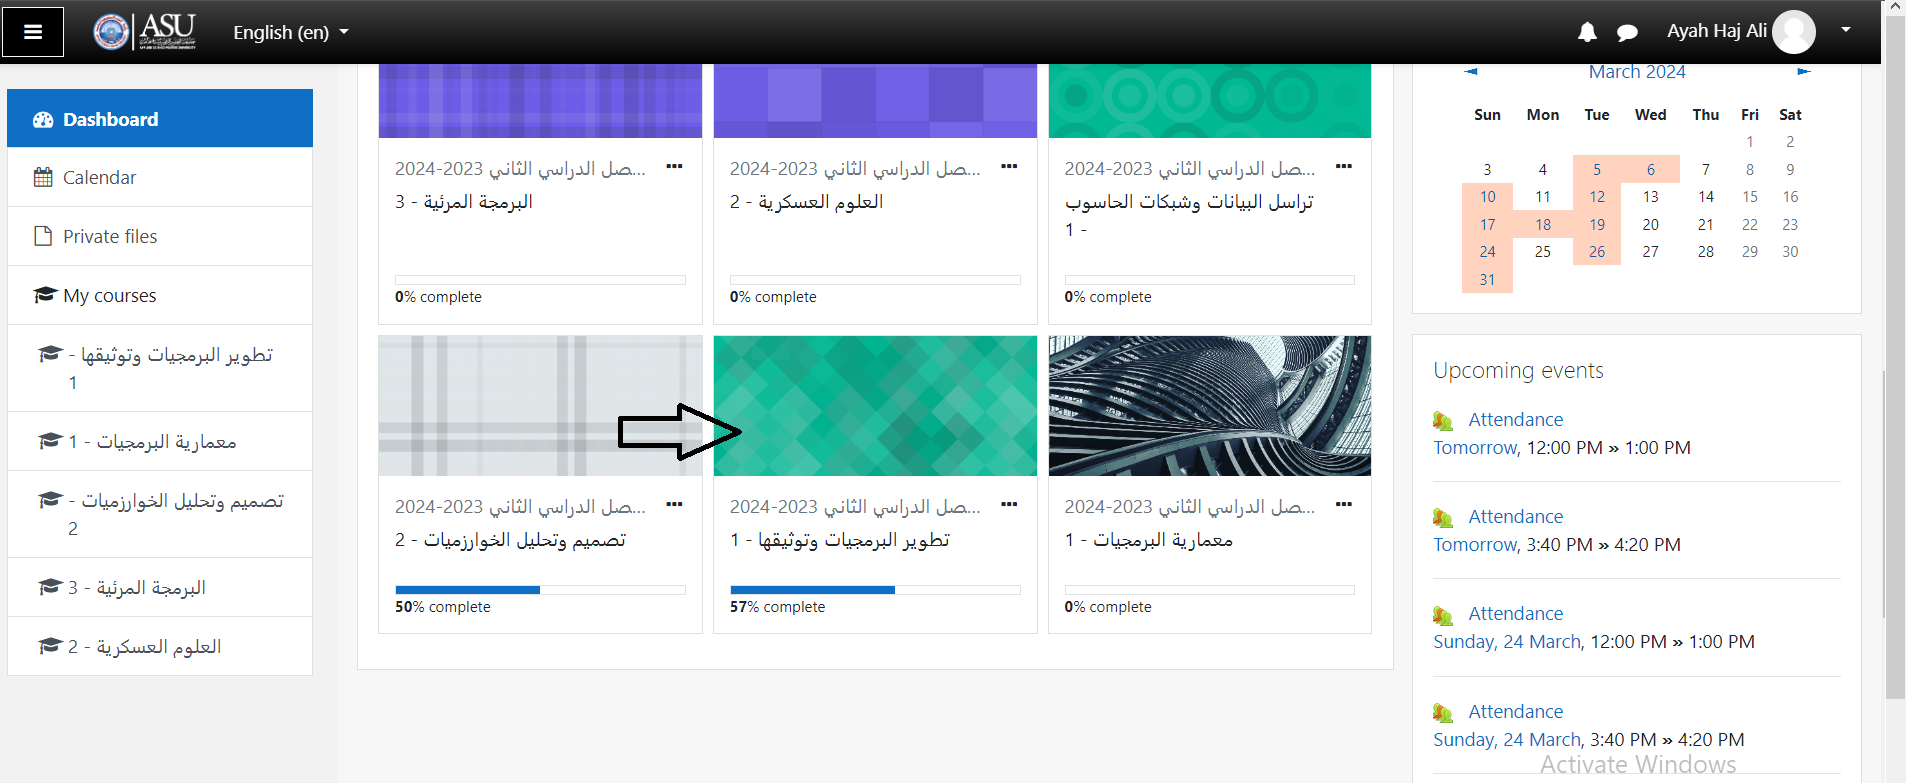 ASU
English (en)
Ayah Haj Ali
Dashboard
Calendar
Private files
My courses
تطوير البرمجيات وتوثيقها -
1
معمارية البرمجيات - 1
تصميم وتحليل الخوارزميات -
2
البرمجة المرئية - 3
العلوم العسكرية - 2
...صل الدراسي الثاني 2023-2024
البرمجة المرئية - 3
0% complete
...صل الدراسي الثاني 2023-2024
العلوم العسكرية - 2
0% complete
...صل الدراسي الثاني 2023-2024
تراسل البيانات وشبكات الحاسوب
- 1
0% complete
...صل الدراسي الثاني 2023-2024
تصميم وتحليل الخوارزميات - 2
50% complete
...صل الدراسي الثاني 2023-2024
تطوير البرمجيات وتوثيقها - 1
57% complete
...صل الدراسي الثاني 2023-2024
معمارية البرمجيات - 1
0% complete
◄ March 2024 ►
Sun Mon Tue Wed Thu Fri Sat
1 2
3 4 5 6 7 8 9
10 11 12 13 14 15 16
17 18 19 20 21 22 23
24 25 26 27 28 29 30
31
Upcoming events
Attendance
Tomorrow, 12:00 PM » 1:00 PM
Attendance
Tomorrow, 3:40 PM » 4:20 PM
Attendance
Sunday, 24 March, 12:00 PM » 1:00 PM
Attendance
Sunday, 24 March, 3:40 PM » 4:20 PM
Activate Windows